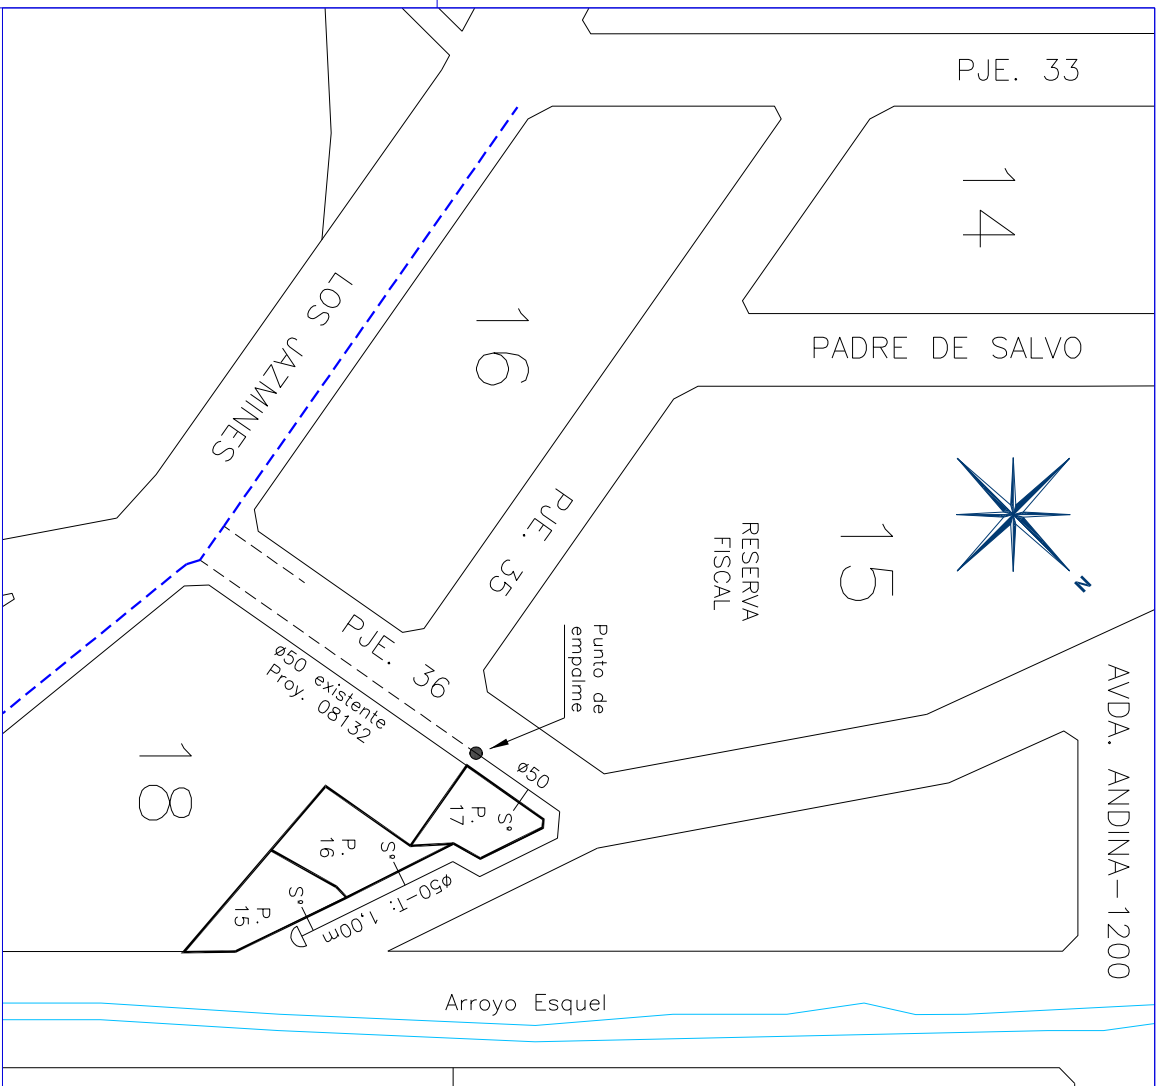 PJE. 33
14
LOS JAZMINES
16
PADRE DE SALVO
PJE. 35
RESERVA
FISCAL
15
N
PJE. 36
Punto de
empalme
AVDA. ANDINA-1200
ø50 existente
Proy. 08132
18
ø50
P.
17
S°
P.
16
S°
P.
15
S°
ø50-T: 1,00m
Arroyo Esquel